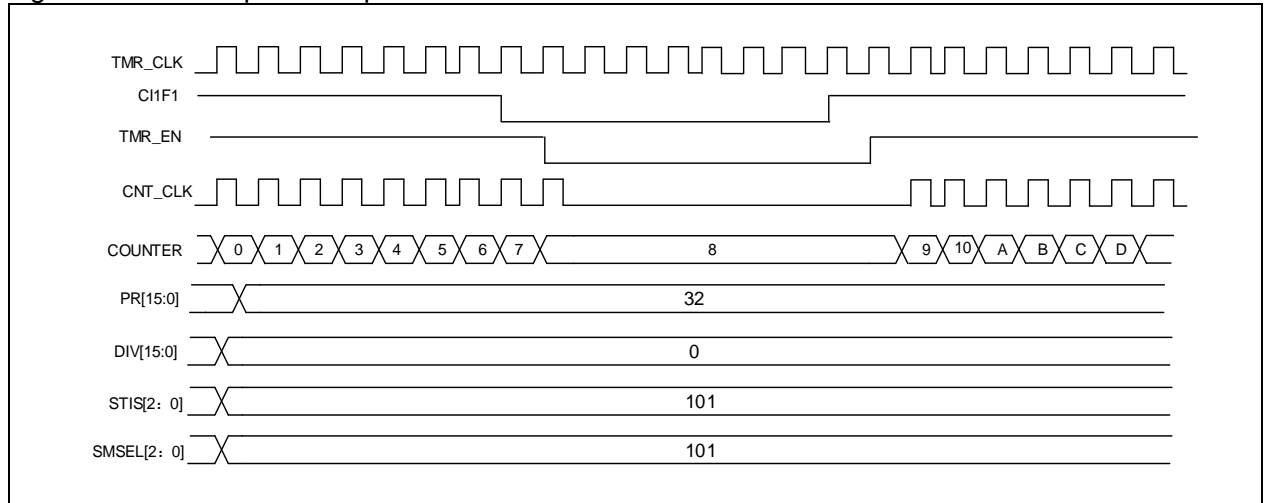 TMR_CLK
CI1F1
TMR_EN
CNT_CLK
COUNTER 0 1 2 3 4 5 6 7 8 9 10 A B C D
PR[15:0] 32
DIV[15:0] 0
STIS[2：0] 101
SMSEL[2：0] 101